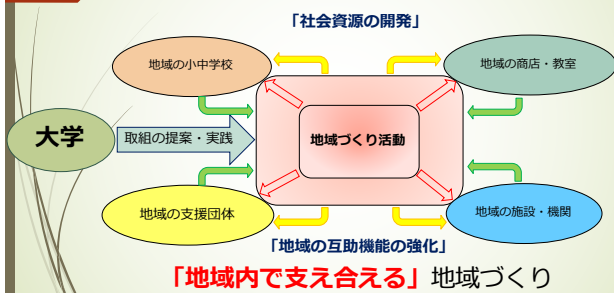 「社会資源の開発」
地域の小中学校
地域の商店・教室
大学
取組の提案・実践
地域づくり活動
地域の支援団体
地域の施設・機関
「地域の互助機能の強化」
「地域内で支え合える」地域づくり